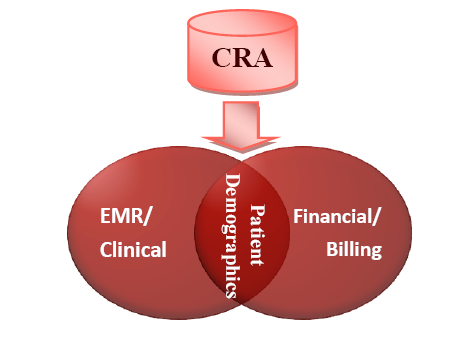 CRA
EMR/
Clinical
Patient
Demographics
Financial/
Billing